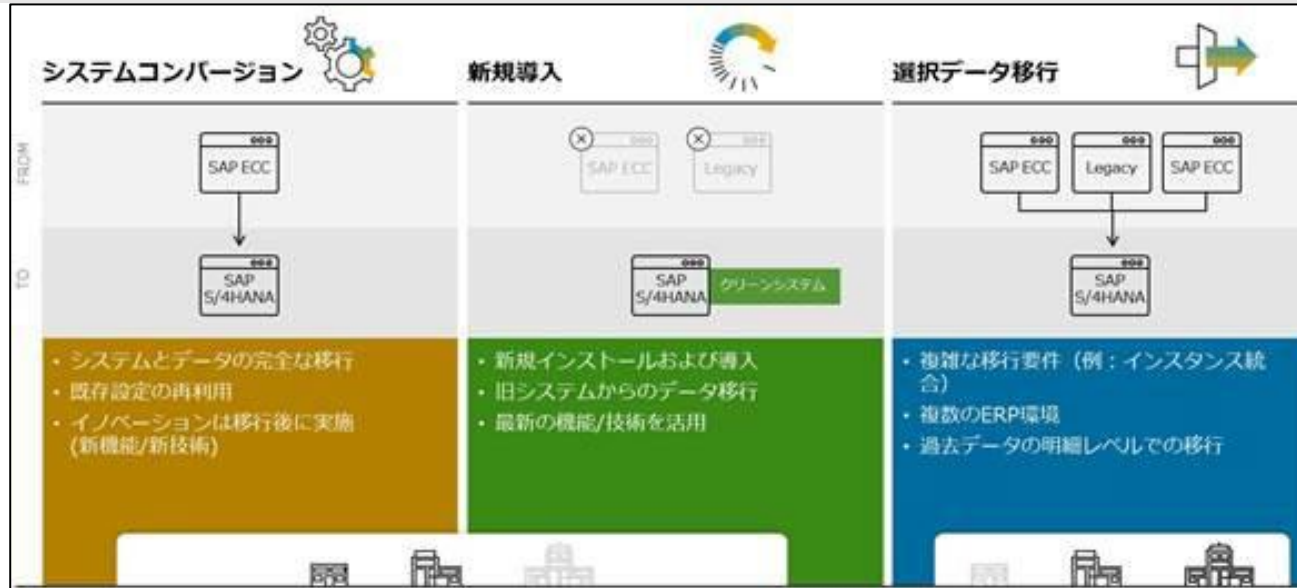 システムコンバージョン
新規導入
選択データ移行
FROM
SAP ECC
SAP ECC
Legacy
SAP ECC
Legacy
SAP ECC
TO
SAP
S/4HANA
SAP
S/4HANA
クリーンシステム
SAP
S/4HANA
・システムとデータの完全な移行
・既存設定の再利用
・イノベーションは移行後に実施
(新機能/新技術)
・新規インストールおよび導入
・旧システムからのデータ移行
・最新の機能/技術を活用
・複雑な移行要件（例：インスタンス統
合）
・複数のERP環境
・過去データの明細レベルでの移行